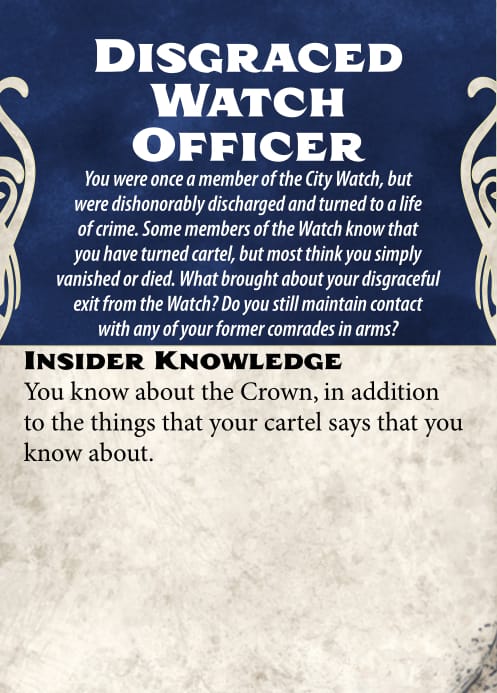 Disgraced
Watch
Officer
You were once a member of the City Watch, but
were dishonorably discharged and turned to a life
of crime. Some members of the Watch know that
you have turned cartel, but most think you simply
vanished or died. What brought about your disgraceful
exit from the Watch? Do you still maintain contact
with any of your former comrades in arms?
Insider Knowledge
You know about the Crown, in addition
to the things that your cartel says that you
know about.